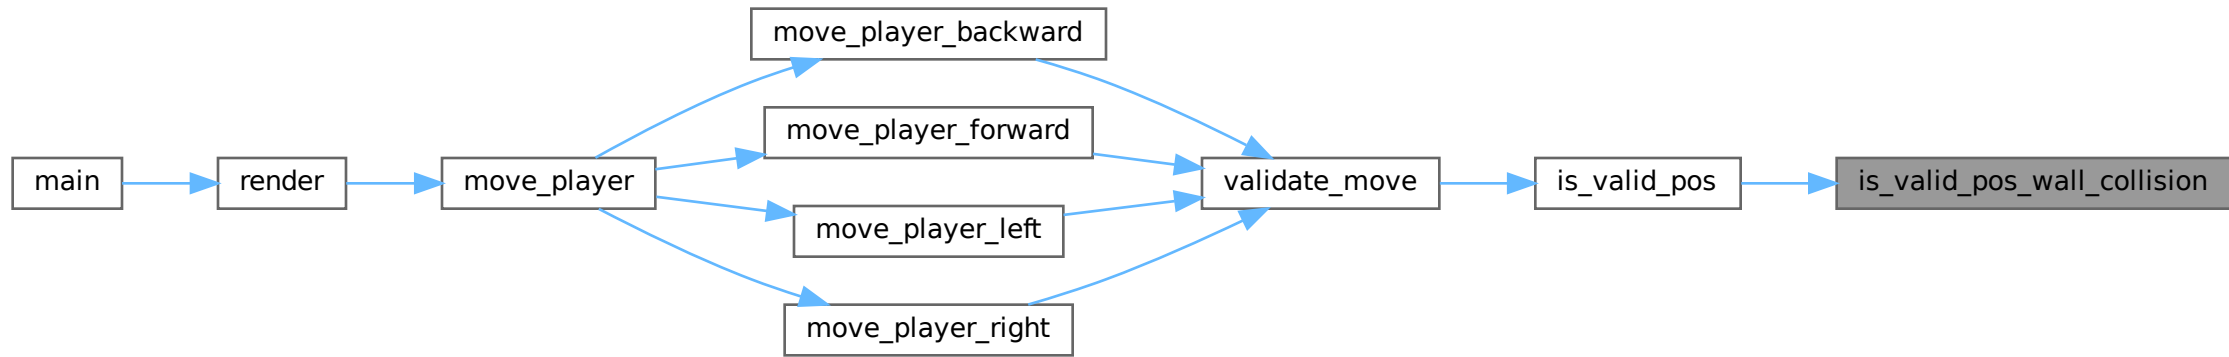 main
render
move_player
move_player_backward
move_player_forward
move_player_left
move_player_right
validate_move
is_valid_pos
is_valid_pos_wall_collision